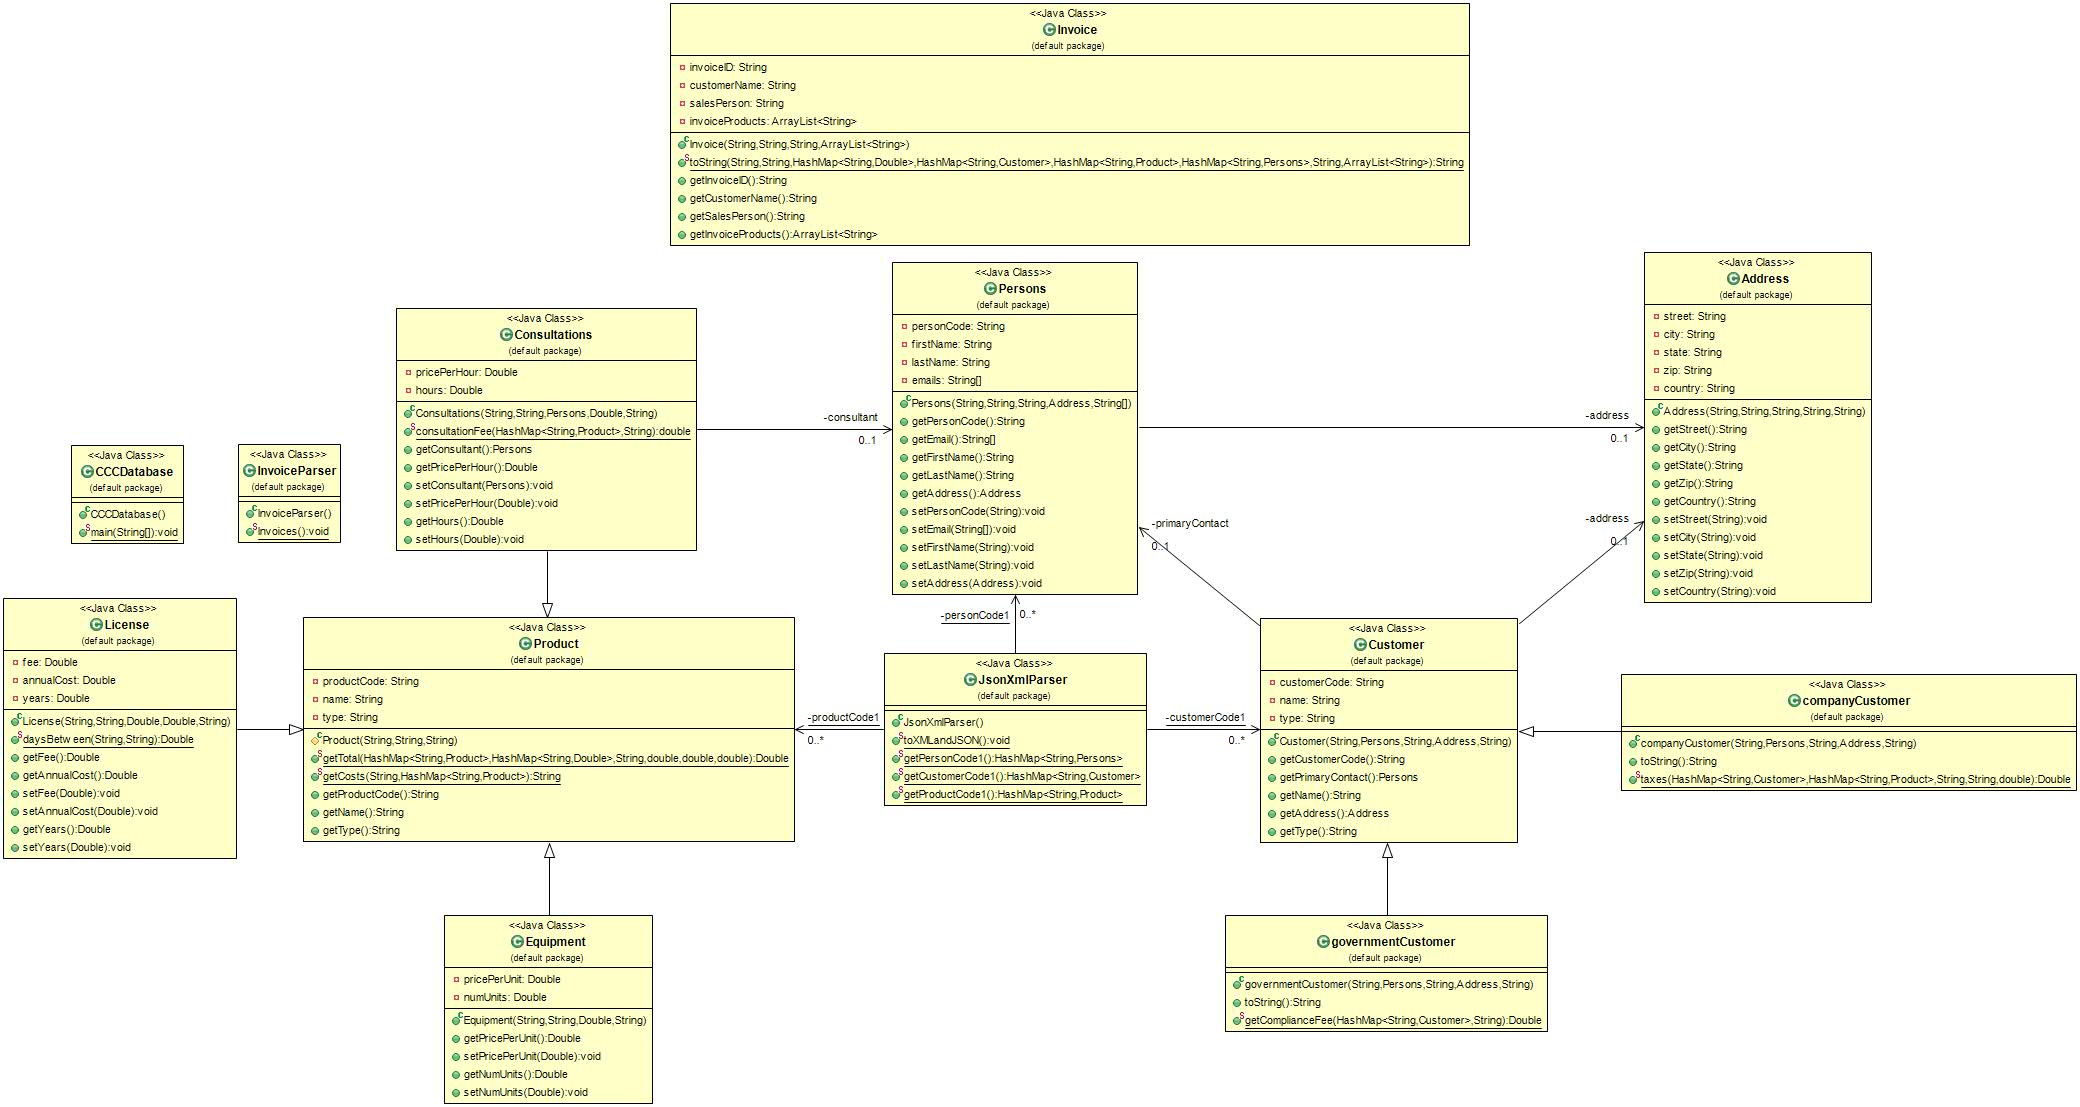 <<Java Class>>
Invoice
(default package)
invoiceID: String
customerName: String
salesPerson: String
invoiceProducts: ArrayList<String>
Invoice(String,String,String,ArrayList<String>)
toString(String,String,HashMap<String,Double>,HashMap<String,Customer>,HashMap<String,Product>,HashMap<String,Persons>,String,ArrayList<String>):String
getInvoiceID():String
getCustomerName():String
getSalesPerson():String
getInvoiceProducts():ArrayList<String>
<<Java Class>>
Persons
(default package)
personCode: String
firstName: String
lastName: String
emails: String[]
Persons(String,String,String,Address,String[])
getPersonCode():String
getEmail():String[]
getFirstName():String
getLastName():String
getAddress():Address
setPersonCode(String):void
setEmail(String[]):void
setFirstName(String):void
setLastName(String):void
setAddress(Address):void
<<Java Class>>
Address
(default package)
street: String
city: String
state: String
zip: String
country: String
Address(String,String,String,String,String)
getStreet():String
getCity():String
getState():String
getZip():String
getCountry():String
setStreet(String):void
setCity(String):void
setState(String):void
setZip(String):void
setCountry(String):void
<<Java Class>>
Consultations
(default package)
pricePerHour: Double
hours: Double
Consultations(String,String,Persons,Double,String)
consultationFee(HashMap<String,Product>,String):double
getConsultant():Persons
getPricePerHour():Double
setConsultant(Persons):void
setPricePerHour(Double):void
getHours():Double
setHours(Double):void
-consultant
0..1
-address
0..1
-address
0..1
-primaryContact
0..1
<<Java Class>>
CCCDatabase
(default package)
CCCDatabase()
main(String[]):void
<<Java Class>>
InvoiceParser
(default package)
InvoiceParser()
Invoices():void
<<Java Class>>
License
(default package)
fee: Double
annualCost: Double
years: Double
License(String,String,Double,Double,String)
daysBetween(String,String):Double
getFee():Double
getAnnualCost():Double
setFee(Double):void
setAnnualCost(Double):void
getYears():Double
setYears(Double):void
<<Java Class>>
Product
(default package)
productCode: String
name: String
type: String
Product(String,String,String)
getTotal(HashMap<String,Product>,HashMap<String,Double>,String,double,double,double):Double
getCosts(String,HashMap<String,Product>):String
getProductCode():String
getName():String
getType():String
-personCode1
0..*
-productCode1
0..*
<<Java Class>>
JsonXmlParser
(default package)
JsonXmlParser()
toXMLandJSON():void
getPersonCode1():HashMap<String,Persons>
getCustomerCode1():HashMap<String,Customer>
getProductCode1():HashMap<String,Product>
-customerCode1
0..*
<<Java Class>>
Customer
(default package)
customerCode: String
name: String
type: String
Customer(String,Persons,String,Address,String)
getCustomerCode():String
getPrimaryContact():Persons
getName():String
getAddress():Address
getType():String
<<Java Class>>
companyCustomer
(default package)
companyCustomer(String,Persons,String,Address,String)
toString():String
taxes(HashMap<String,Customer>,HashMap<String,Product>,String,String,double):Double
<<Java Class>>
Equipment
(default package)
pricePerUnit: Double
numUnits: Double
Equipment(String,String,Double,String)
getPricePerUnit():Double
setPricePerUnit(Double):void
getNumUnits():Double
setNumUnits(Double):void
<<Java Class>>
governmentCustomer
(default package)
governmentCustomer(String,Persons,String,Address,String)
toString():String
getComplianceFee(HashMap<String,Customer>,String):Double